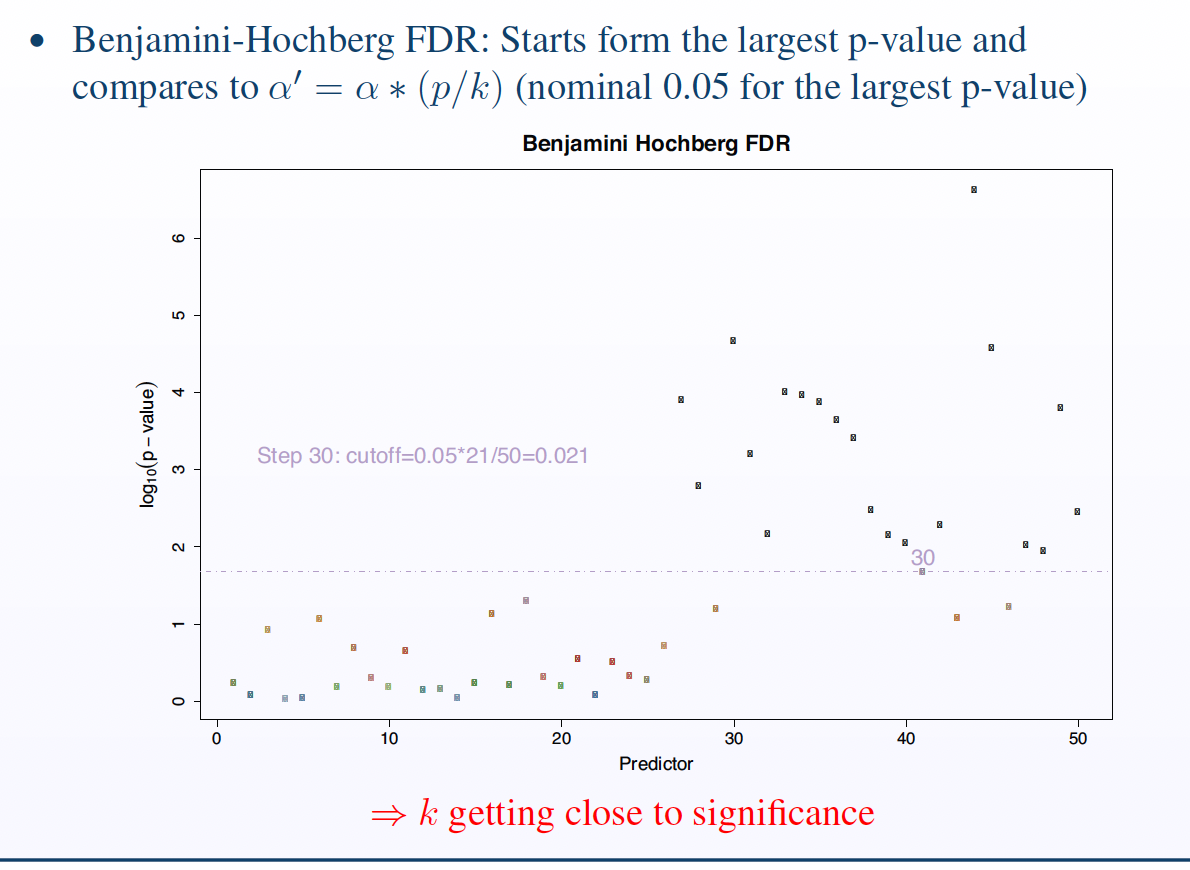 • Benjamini-Hochberg FDR: Starts form the largest p-value and
compares to α′ = α ∗ (p/k) (nominal 0.05 for the largest p-value)
Benjamini Hochberg FDR
log₁₀(p − value)
6
5
4
3
2
1
0
Step 30: cutoff=0.05*21/50=0.021
30
0 10 20 30 40 50
Predictor
⇒ k getting close to significance